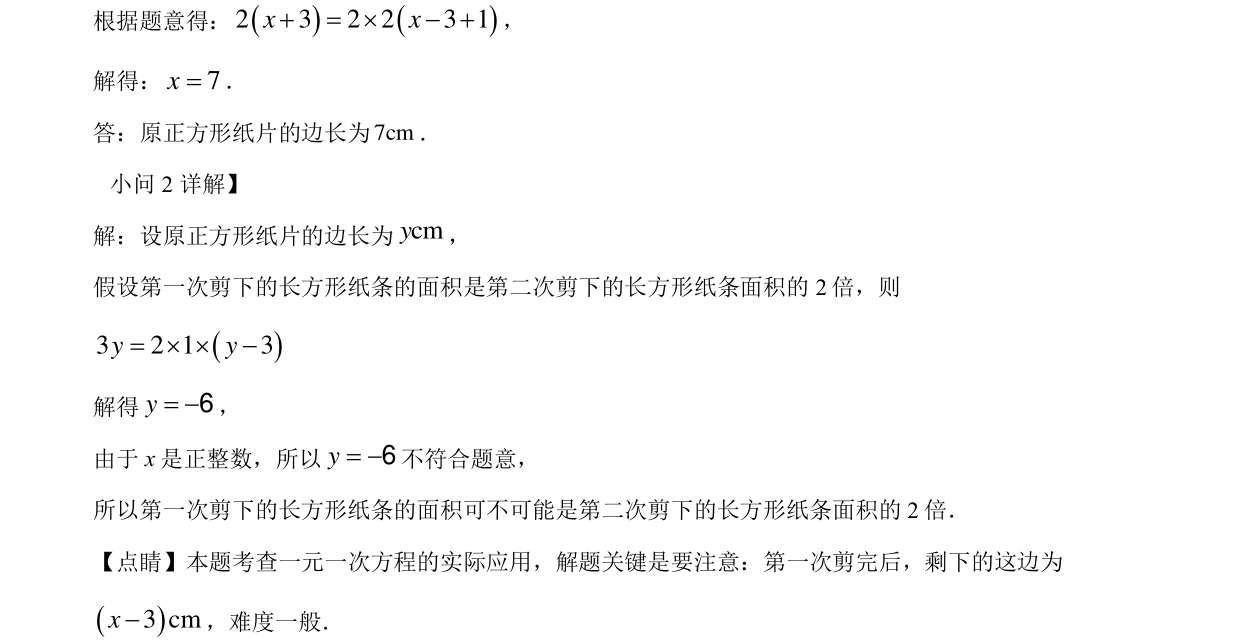 根据题意得：2(x+3)=2×2(x−3+1)，
解得： x=7．
答：原正方形纸片的边长为7cm．
小问 2 详解】
解：设原正方形纸片的边长为 ycm，
假设第一次剪下的长方形纸条的面积是第二次剪下的长方形纸条面积的 2 倍，则
3y=2×1×(y−3)
解得 y=−6，
由于 x 是正整数，所以 y=−6 不符合题意，
所以第一次剪下的长方形纸条的面积可不可能是第二次剪下的长方形纸条面积的 2 倍．
【点睛】本题考查一元一次方程的实际应用，解题关键是要注意：第一次剪完后，剩下的这边为
(x−3)cm，难度一般．